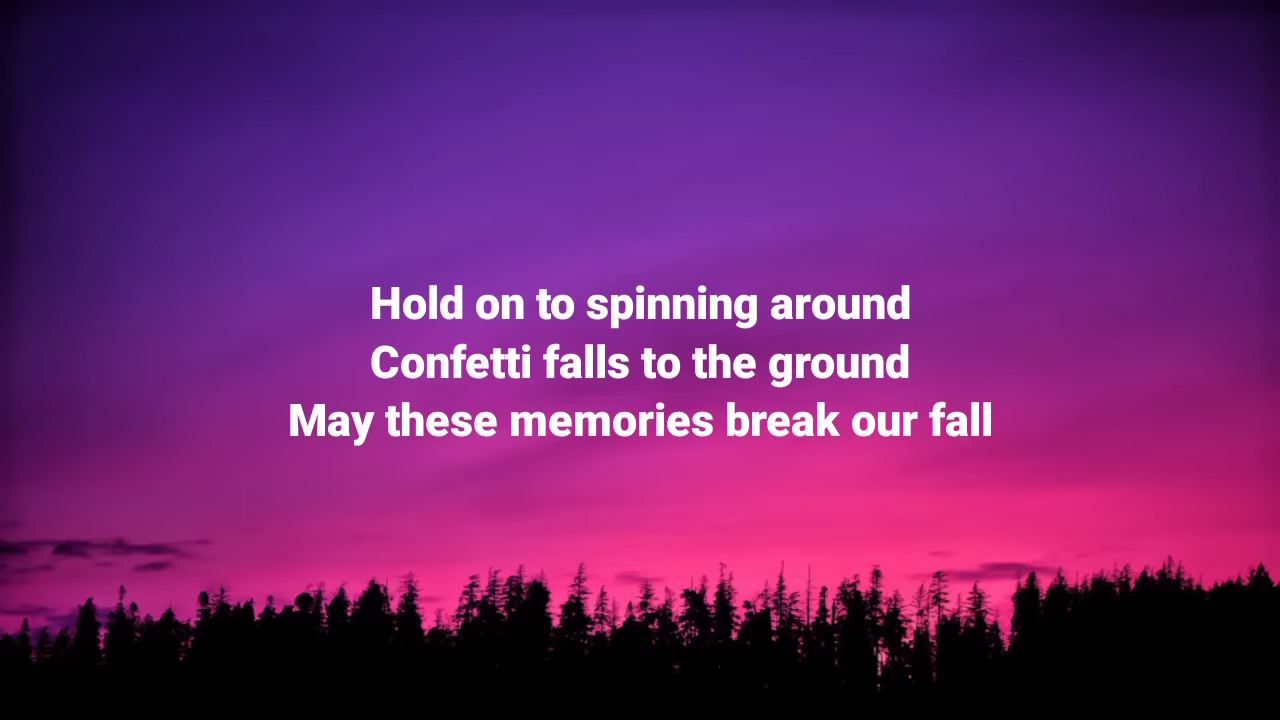 Hold on to spinning around
Confetti falls to the ground
May these memories break our fall